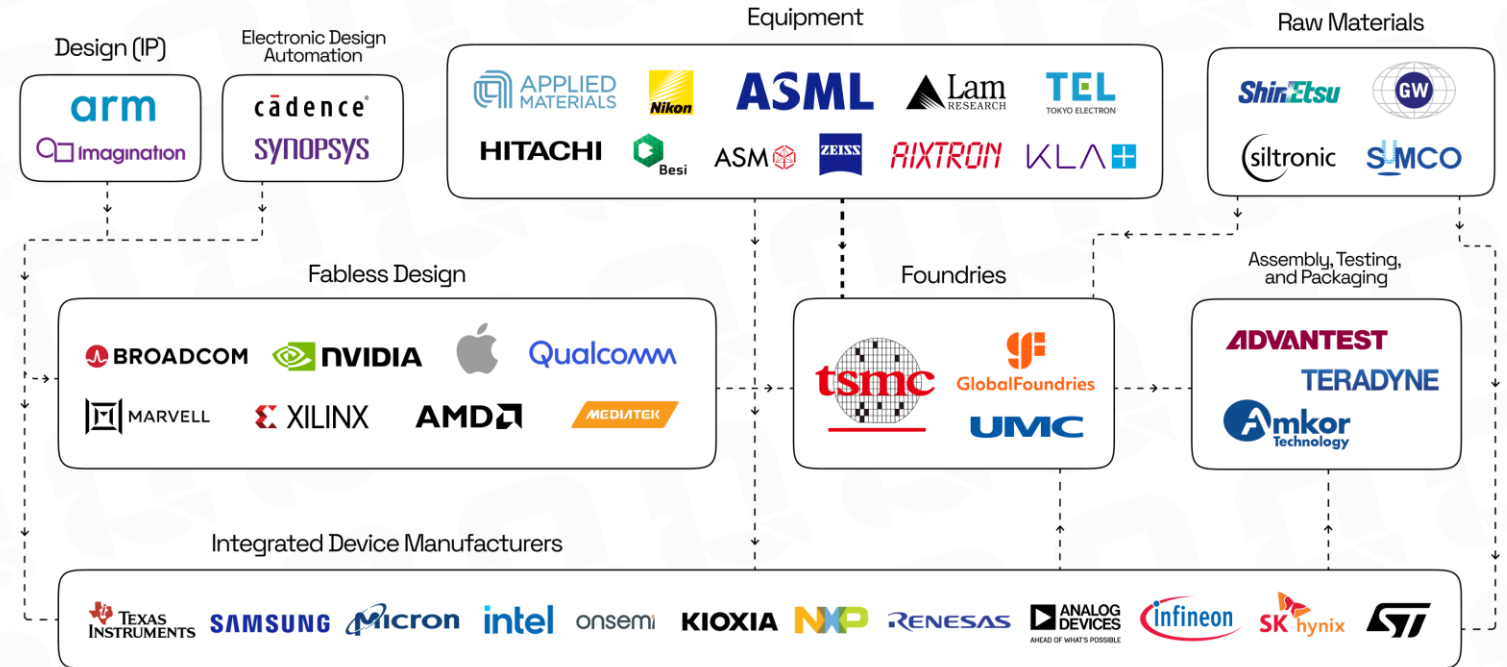 Design (IP)
arm
Imagination
Electronic Design
Automation
cādence®
SYNOPSYS
Equipment
APPLIED
MATERIALS
Nikon
ASML
Lam
RESEARCH
TEL
TOKYO ELECTRON
HITACHI
Besi
ASM
ZEISS
AIXTRON
KLA
Raw Materials
ShinEtsu
GW
siltronic
SUMCO
Fabless Design
BROADCOM
NVIDIA
Qualcomm
MARVELL
XILINX
AMD
MEDIATEK
Foundries
tsmc
GF
GlobalFoundries
UMC
Assembly, Testing,
and Packaging
ADVANTEST
TERADYNE
Amkor
Technology
Integrated Device Manufacturers
TEXAS
INSTRUMENTS
SAMSUNG
Micron
intel
onsemi
KIOXIA
NXP
RENESAS
ANALOG
DEVICES
AHEAD OF WHAT'S POSSIBLE
infineon
SK hynix
ST